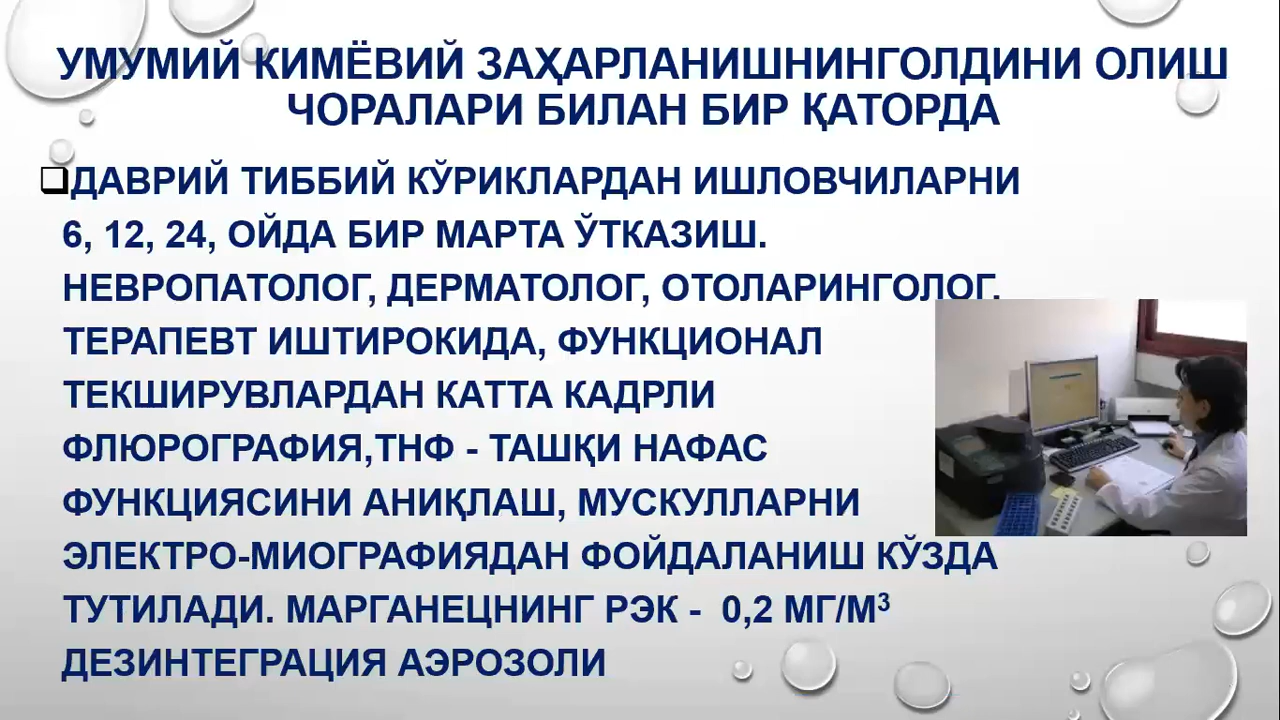 УМУМИЙ КИМЁВИЙ ЗАҲАРЛАНИШНИНГОЛДИНИ ОЛИШ
ЧОРАЛАРИ БИЛАН БИР ҚАТОРДА
ДАВРИЙ ТИББИЙ КЎРИКЛАРДАН ИШЛОВЧИЛАРНИ
6, 12, 24, ОЙДА БИР МАРТА ЎТКАЗИШ.
НЕВРОПАТОЛОГ, ДЕРМАТОЛОГ, ОТОЛАРИНГОЛОГ,
ТЕРАПЕВТ ИШТИРОКИДА, ФУНКЦИОНАЛ
ТЕКШИРУВЛАРДАН КАТТА КАДРЛИ
ФЛЮРОГРАФИЯ,ТНФ - ТАШҚИ НАФАС
ФУНКЦИЯСИНИ АНИҚЛАШ, МУСКУЛЛАРНИ
ЭЛЕКТРО-МИОГРАФИЯДАН ФОЙДАЛАНИШ КЎЗДА
ТУТИЛАДИ. МАРГАНЕЦНИНГ РЭК - 0,2 МГ/М³
ДЕЗИНТЕГРАЦИЯ АЭРОЗОЛИ